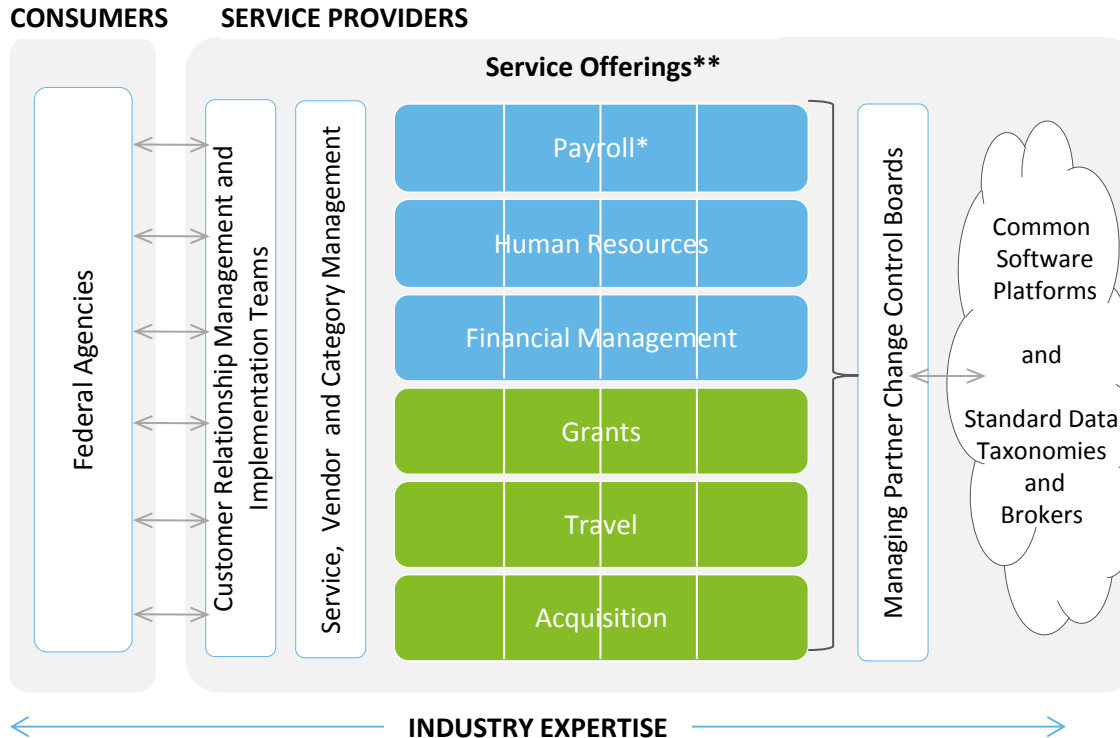 CONSUMERS
SERVICE PROVIDERS
Service Offerings**
Federal Agencies
Customer Relationship Management and
Implementation Teams
Service, Vendor and Category Management
Payroll*
Human Resources
Financial Management
Grants
Travel
Acquisition
Managing Partner Change Control Boards
Common
Software
Platforms
and
Standard Data
Taxonomies
and
Brokers
INDUSTRY EXPERTISE